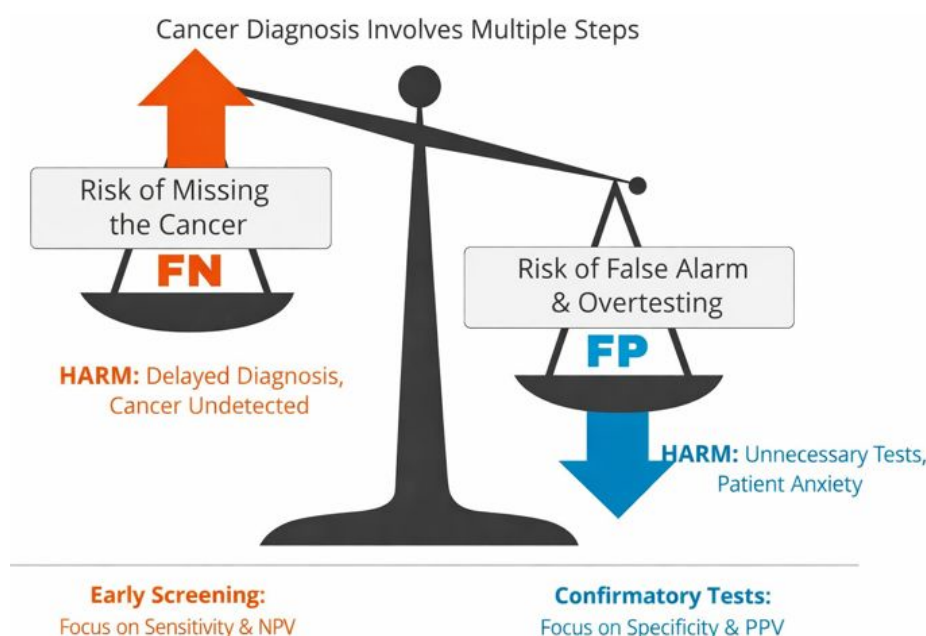 Cancer Diagnosis Involves Multiple Steps
Risk of Missing
the Cancer
FN
HARM: Delayed Diagnosis,
Cancer Undetected
Risk of False Alarm
& Overtesting
FP
HARM: Unnecessary Tests,
Patient Anxiety
Early Screening:
Focus on Sensitivity & NPV
Confirmatory Tests:
Focus on Specificity & PPV